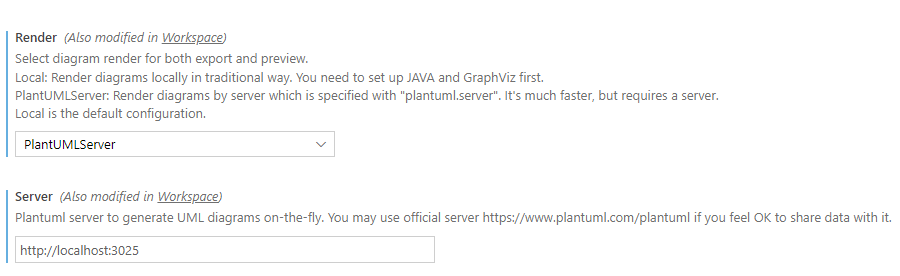 Render (Also modified in Workspace)
Select diagram render for both export and preview.
Local: Render diagrams locally in traditional way. You need to set up JAVA and GraphViz first.
PlantUMLServer: Render diagrams by server which is specified with "plantuml.server". It's much faster, but requires a server.
Local is the default configuration.
PlantUMLServer
Server (Also modified in Workspace)
Plantuml server to generate UML diagrams on-the-fly. You may use official server https://www.plantuml.com/plantuml if you feel OK to share data with it.
http://localhost:3025